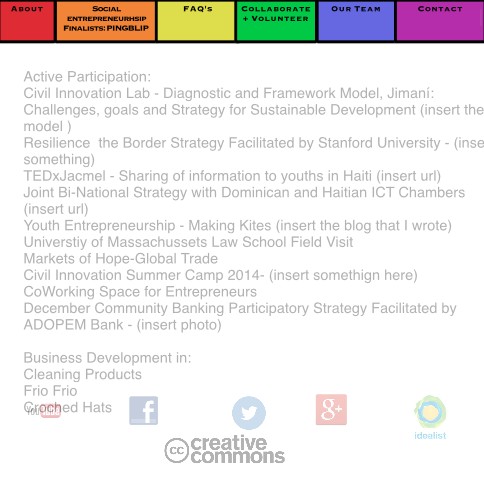 About
Social
entrepreneurhsip
Finalists: PINGBLIP
FAQ's
Collaborate
+ Volunteer
Our Team
Contact
Active Participation:
Civil Innovation Lab - Diagnostic and Framework Model, Jimaní:
Challenges, goals and Strategy for Sustainable Development (insert the
model )
Resilience  the Border Strategy Facilitated by Stanford University - (inse
something)
TEDxJacmel - Sharing of information to youths in Haiti (insert url)
Joint Bi-National Strategy with Dominican and Haitian ICT Chambers
(insert url)
Youth Entrepreneurship - Making Kites (insert the blog that I wrote)
Universtiy of Massachussets Law School Field Visit
Markets of Hope-Global Trade
Civil Innovation Summer Camp 2014- (insert somethign here)
CoWorking Space for Entrepreneurs
December Community Banking Participatory Strategy Facilitated by
ADOPEM Bank - (insert photo)
Business Development in:
Cleaning Products
Frio Frio
Croched Hats
YouTube
f
g+
idealist
cc creative
commons